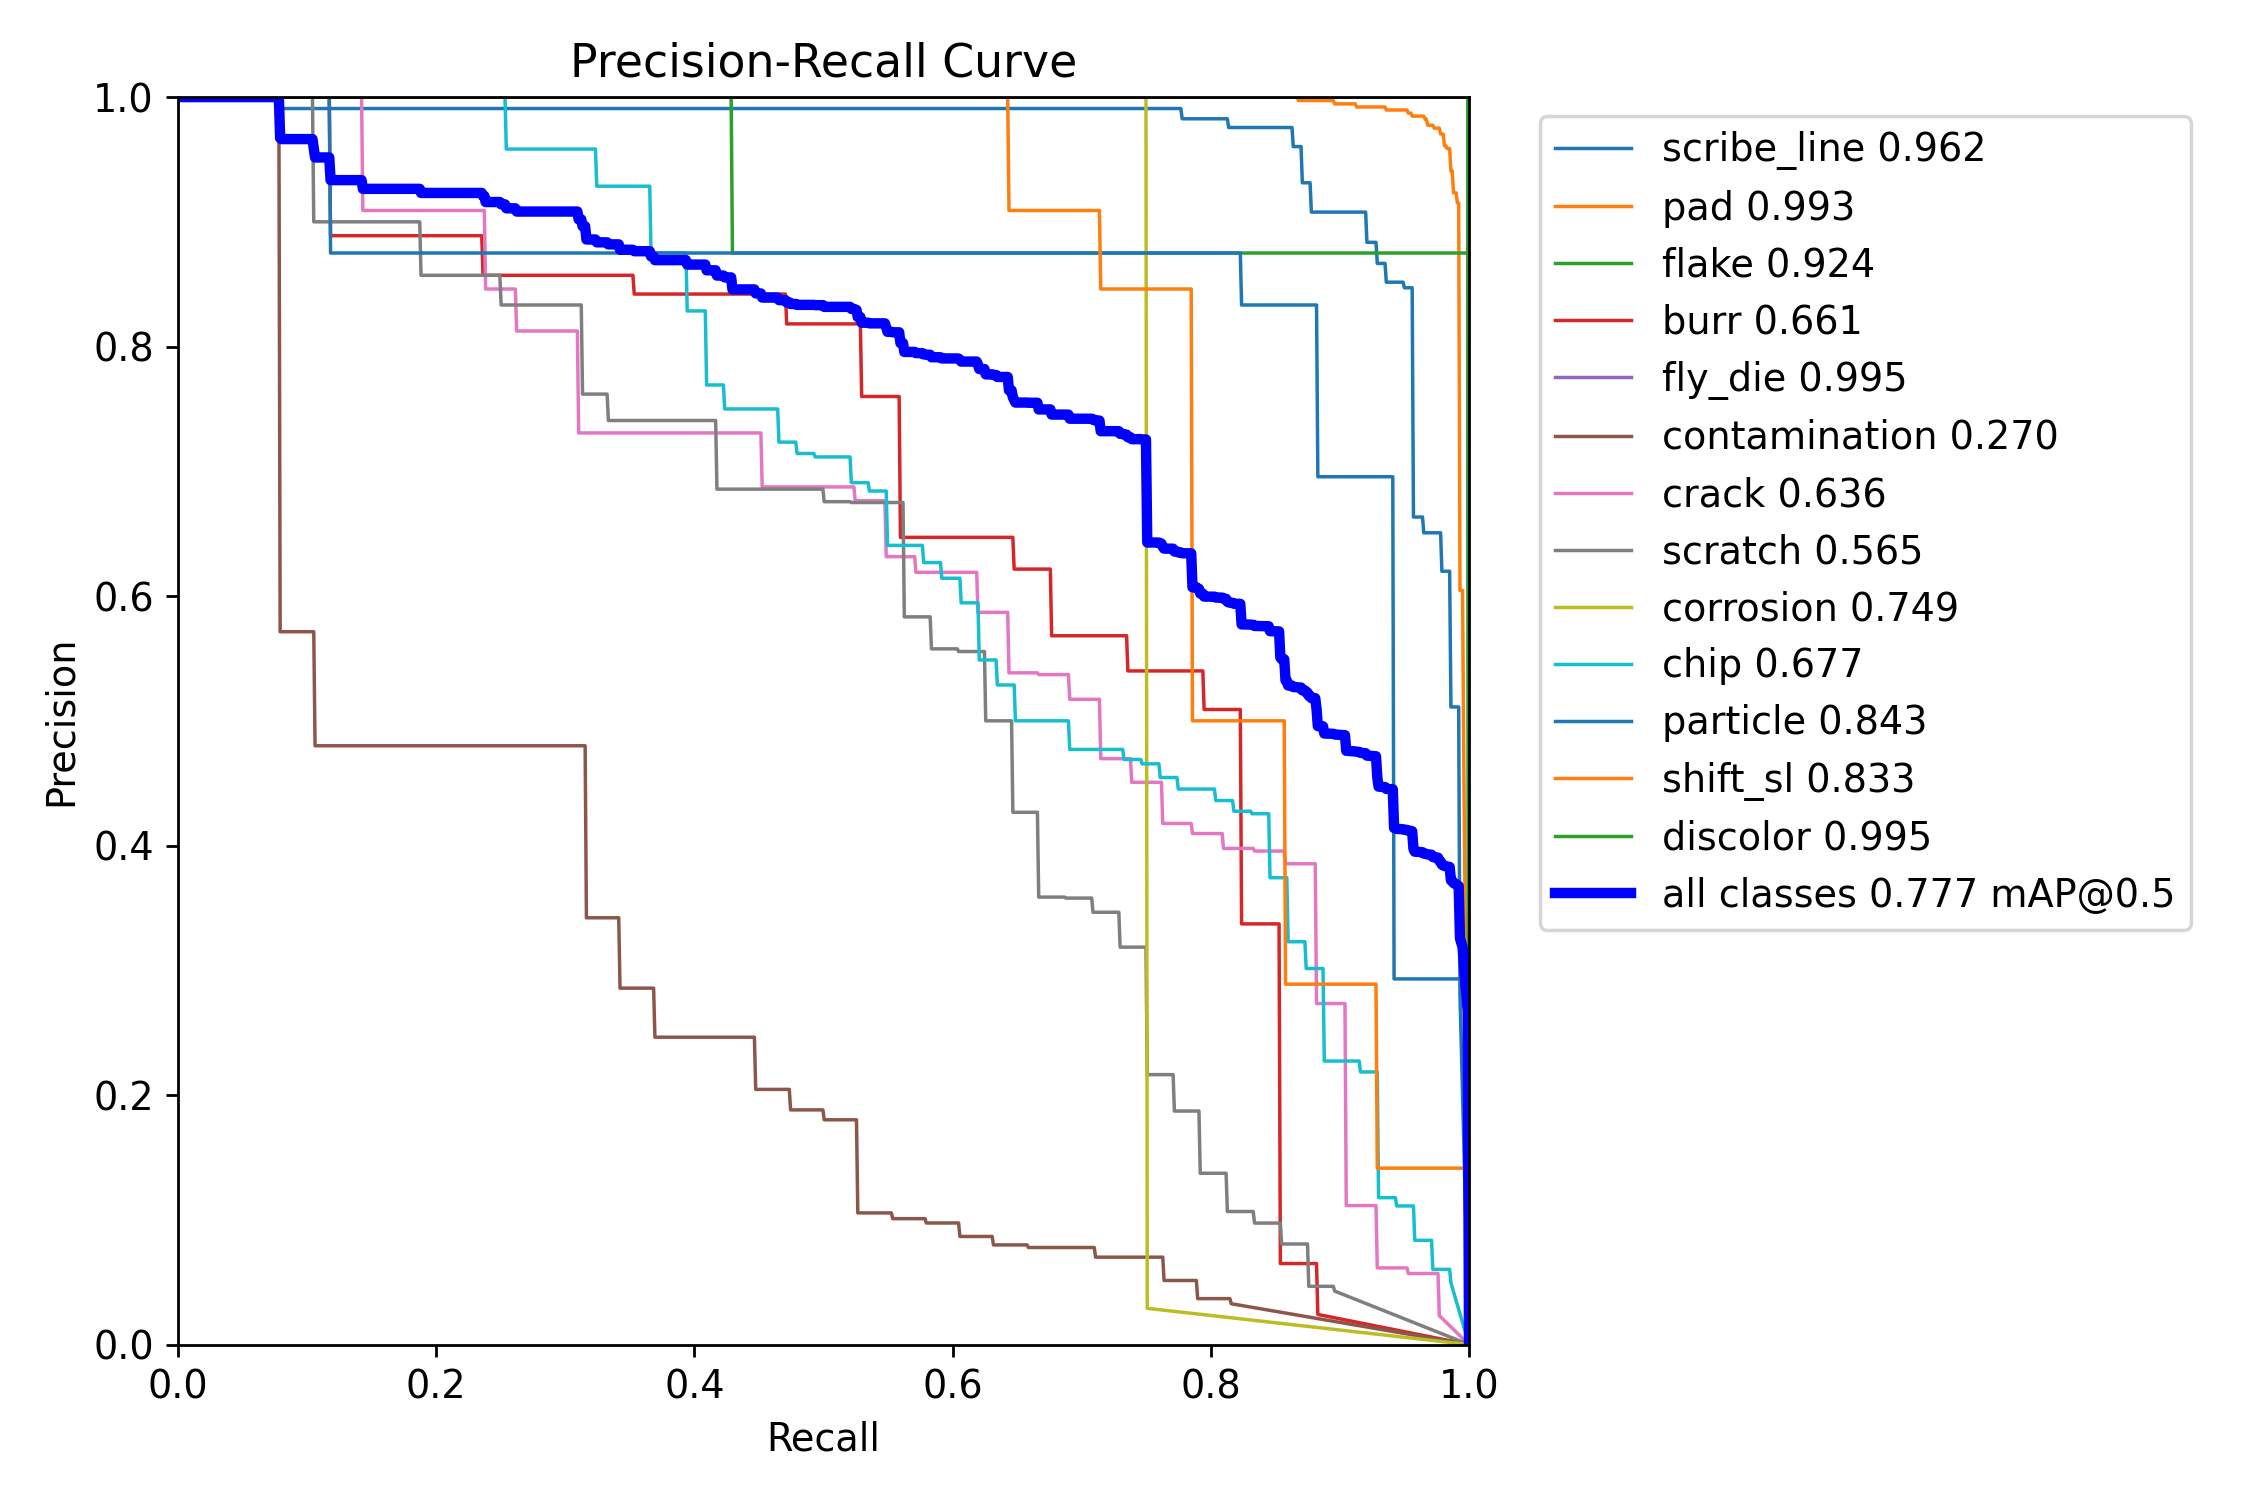 Precision-Recall Curve
1.0
0.8
0.6
0.4
0.2
0.0
Precision
0.0 0.2 0.4 0.6 0.8 1.0
Recall
scribe_line 0.962
pad 0.993
flake 0.924
burr 0.661
fly_die 0.995
contamination 0.270
crack 0.636
scratch 0.565
corrosion 0.749
chip 0.677
particle 0.843
shift_sl 0.833
discolor 0.995
all classes 0.777 mAP@0.5